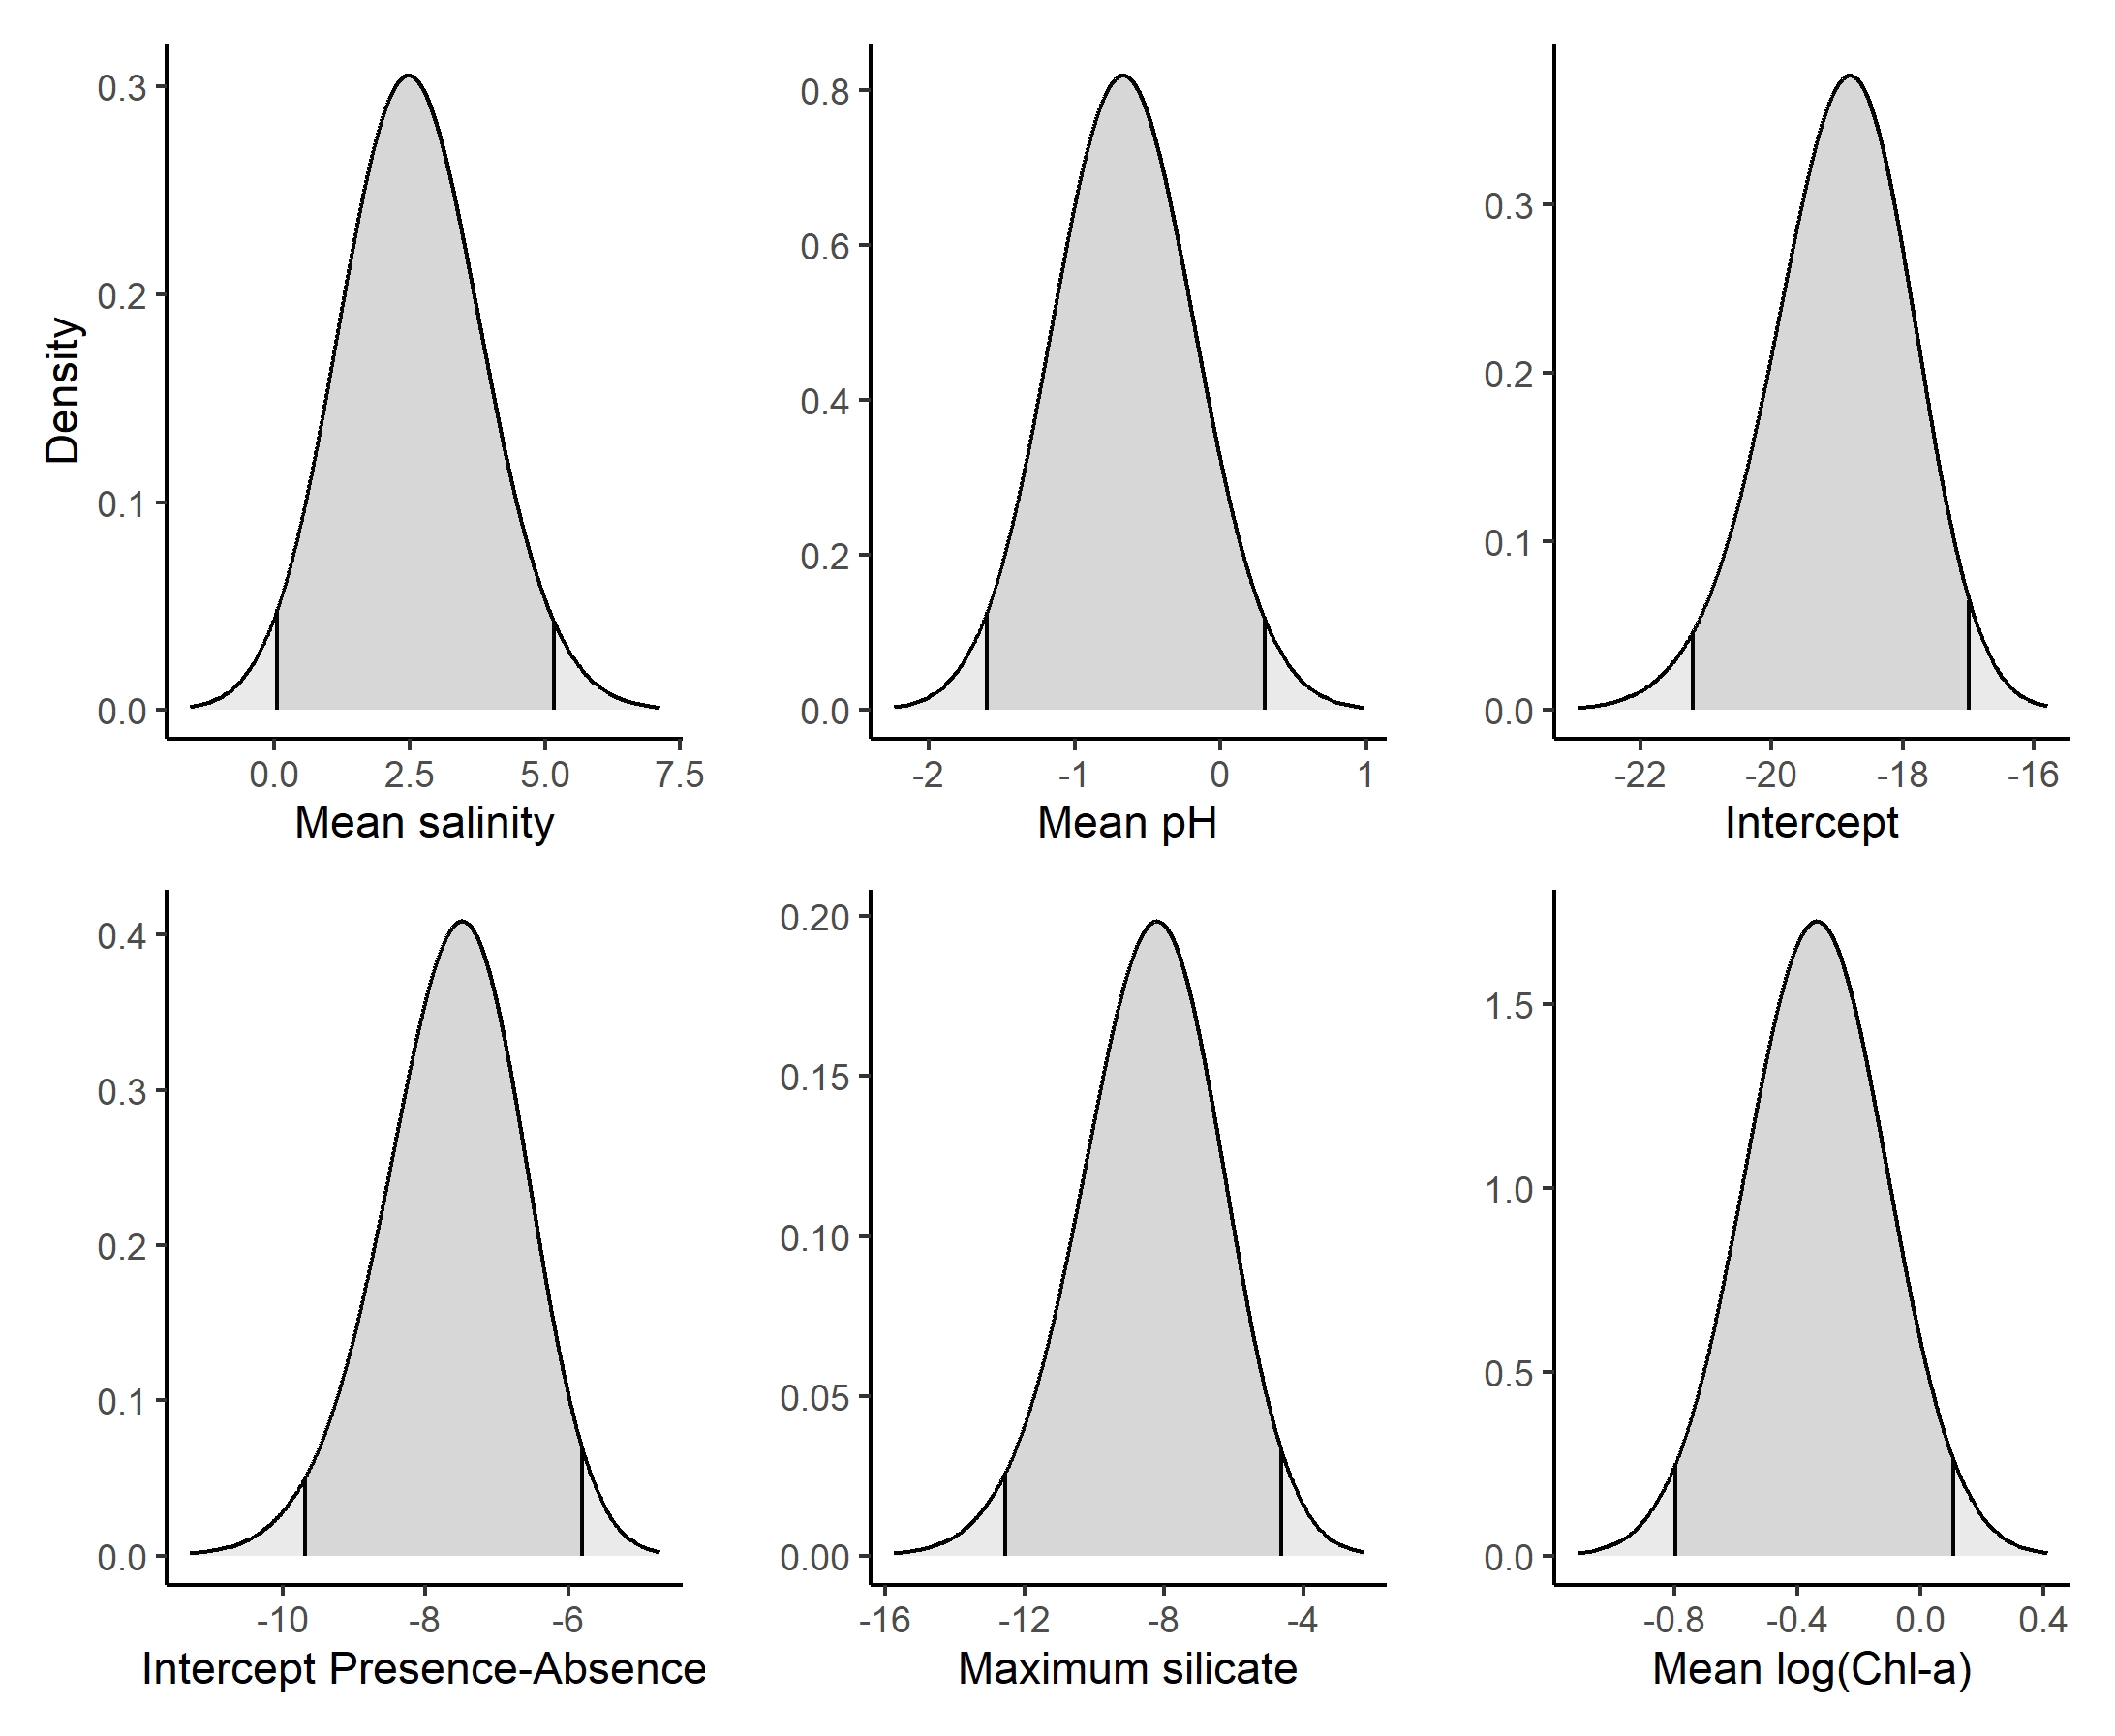 Density
0.3
0.2
0.1
0.0
0.0 2.5 5.0 7.5
Mean salinity
0.8
0.6
0.4
0.2
0.0
-2 -1 0 1
Mean pH
0.3
0.2
0.1
0.0
-22 -20 -18 -16
Intercept
0.4
0.3
0.2
0.1
0.0
-10 -8 -6
Intercept Presence-Absence
0.20
0.15
0.10
0.05
0.00
-16 -12 -8 -4
Maximum silicate
1.5
1.0
0.5
0.0
-0.8 -0.4 0.0 0.4
Mean log(Chl-a)